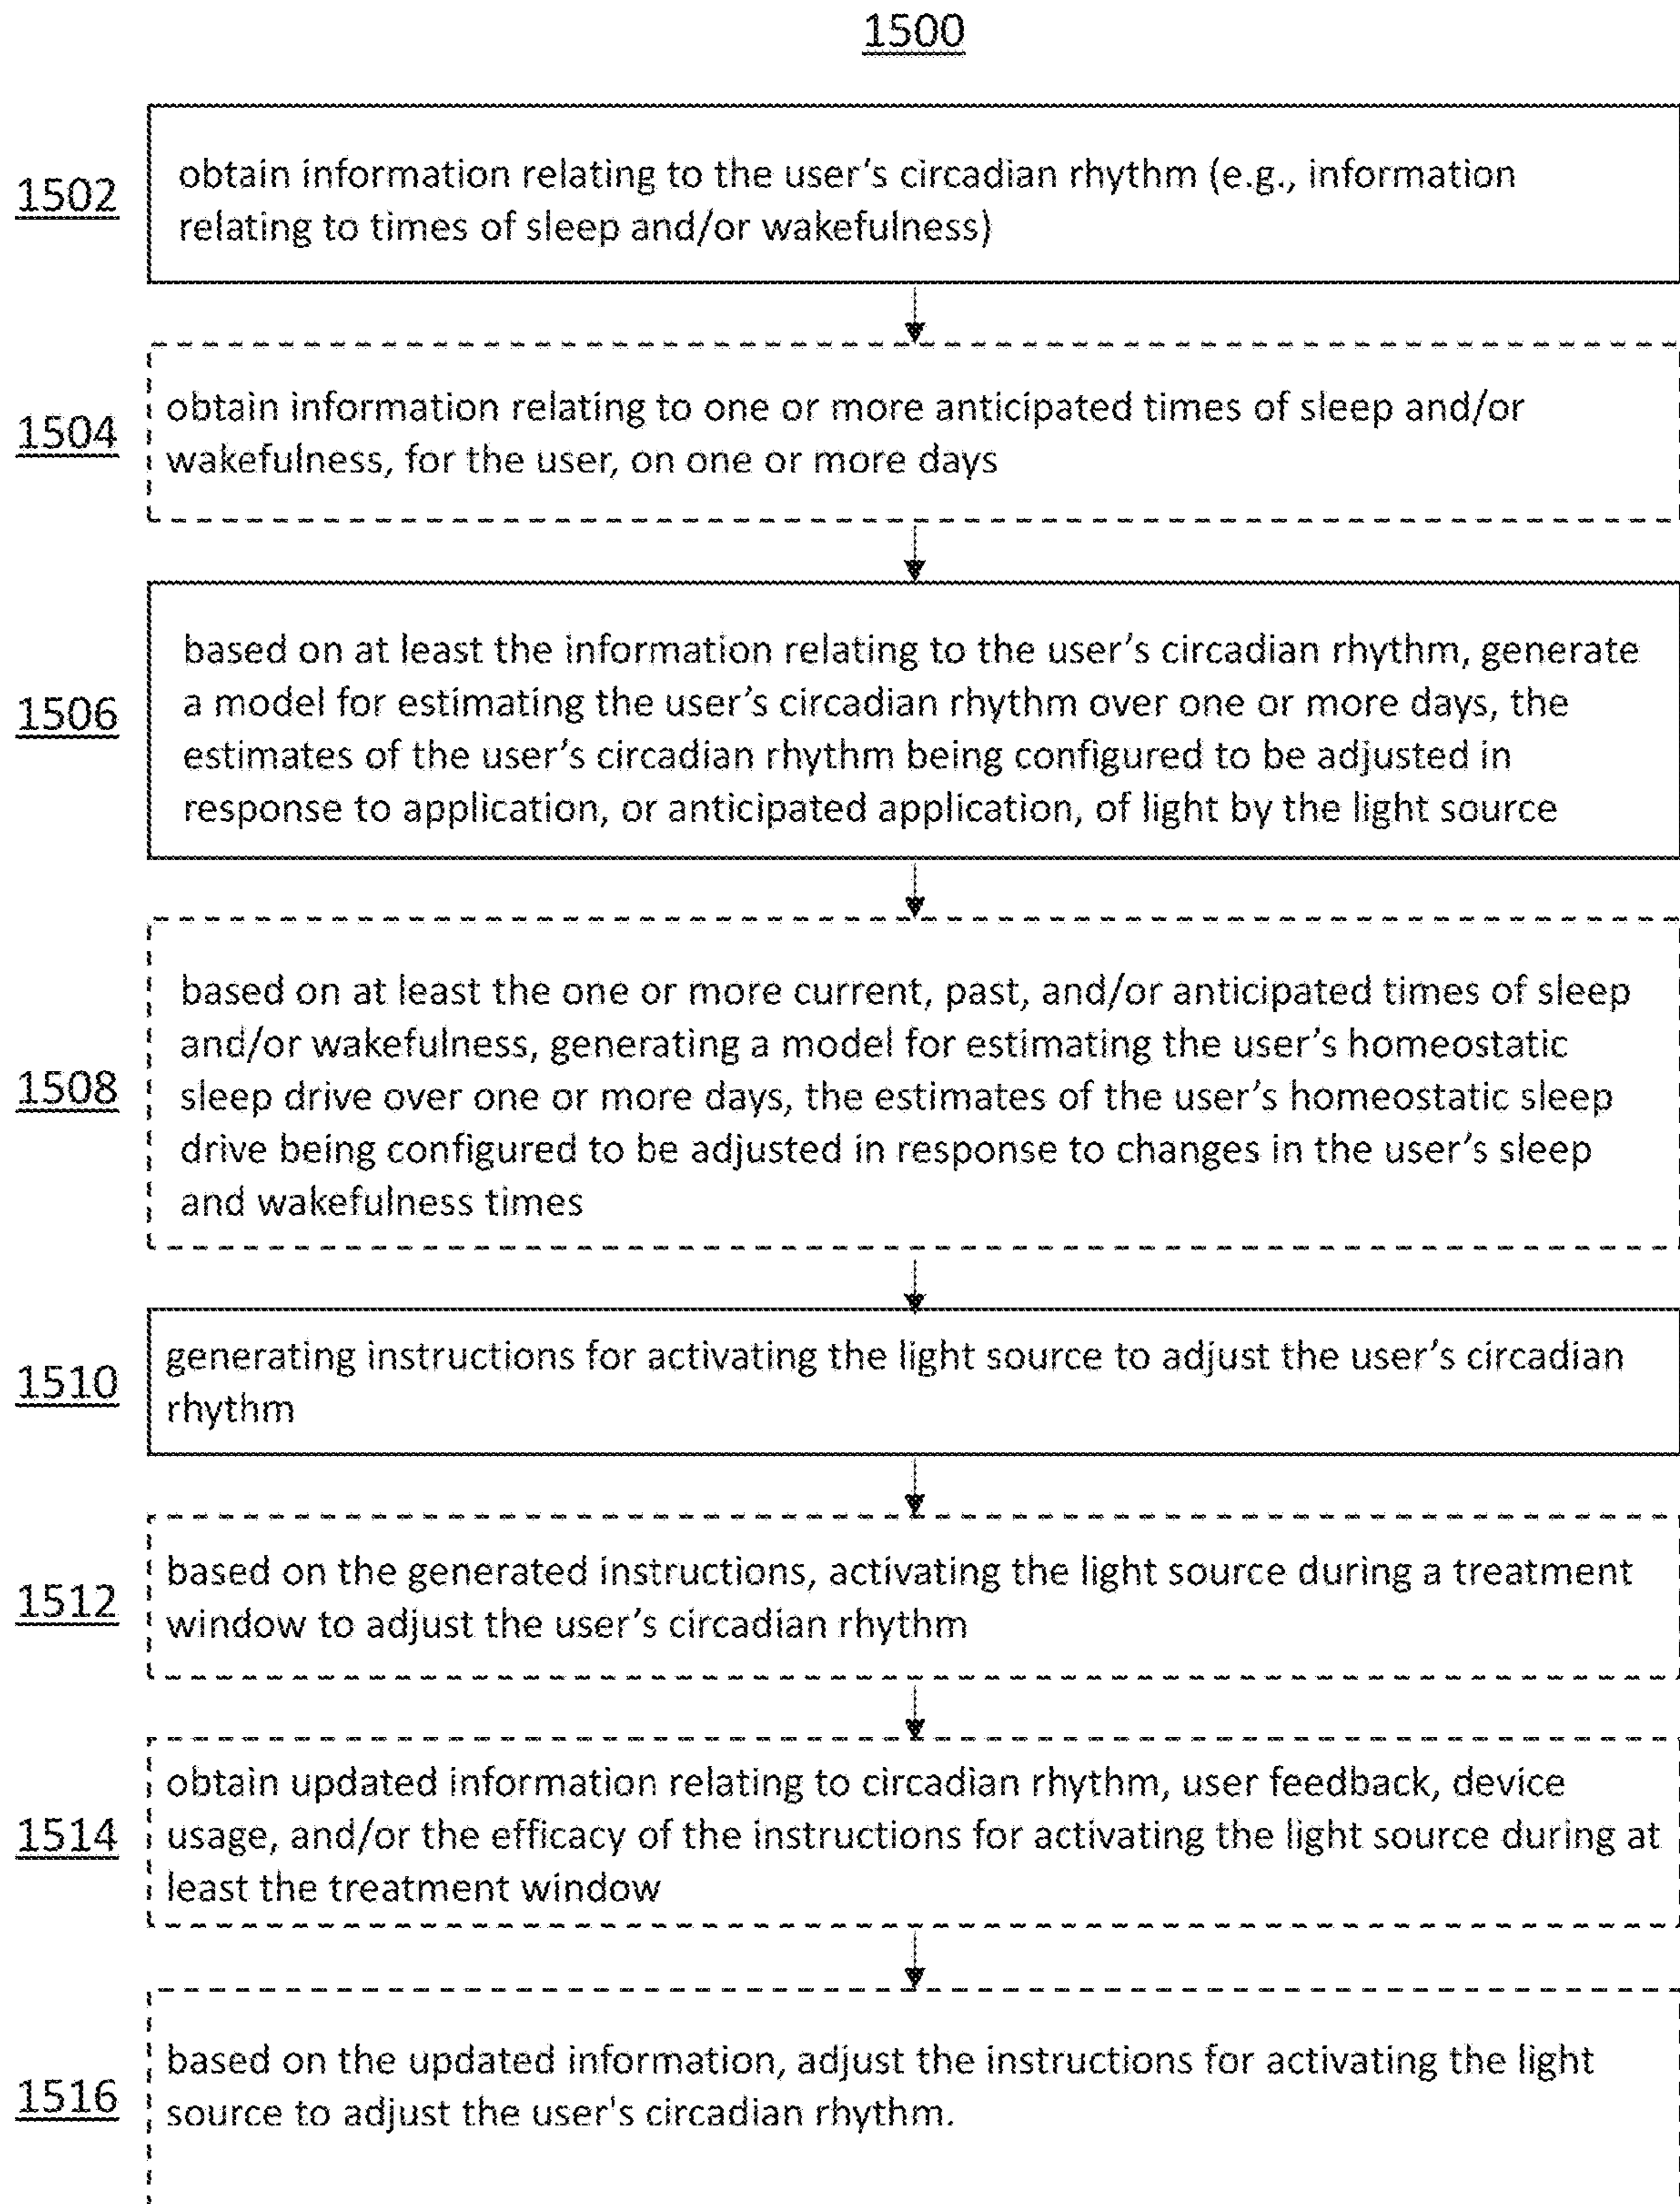 1500
1502
obtain information relating to the user's circadian rhythm (e.g., information
relating to times of sleep and/or wakefulness)
1504
obtain information relating to one or more anticipated times of sleep and/or
wakefulness, for the user, on one or more days
1506
based on at least the information relating to the user's circadian rhythm, generate
a model for estimating the user's circadian rhythm over one or more days, the
estimates of the user's circadian rhythm being configured to be adjusted in
response to application, or anticipated application, of light by the light source
1508
based on at least the one or more current, past, and/or anticipated times of sleep
and/or wakefulness, generating a model for estimating the user's homeostatic
sleep drive over one or more days, the estimates of the user's homeostatic sleep
drive being configured to be adjusted in response to changes in the user's sleep
and wakefulness times
1510
generating instructions for activating the light source to adjust the user's circadian
rhythm
1512
based on the generated instructions, activating the light source during a treatment
window to adjust the user's circadian rhythm
1514
obtain updated information relating to circadian rhythm, user feedback, device
usage, and/or the efficacy of the instructions for activating the light source during at
least the treatment window
1516
based on the updated information, adjust the instructions for activating the light
source to adjust the user's circadian rhythm.